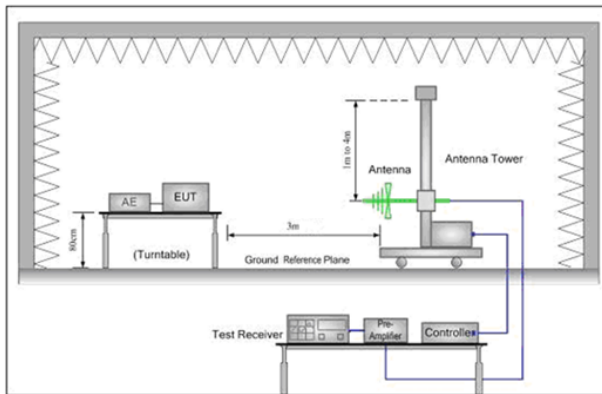 1m to 4m
Antenna
Antenna Tower
AE
EUT
80cm
(Turntable)
3m
Ground Reference Plane
Test Receiver
Pre-
Amplifier
Controller